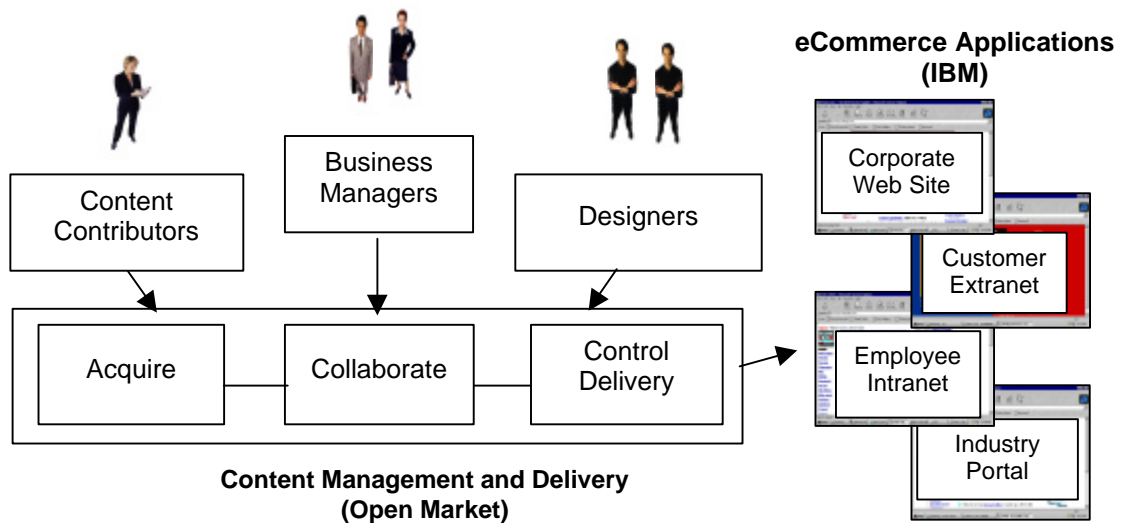 eCommerce Applications
(IBM)
Content
Contributors
Business
Managers
Designers
Corporate
Web Site
Customer
Extranet
Employee
Intranet
Industry
Portal
Acquire
Collaborate
Control
Delivery
Content Management and Delivery
(Open Market)